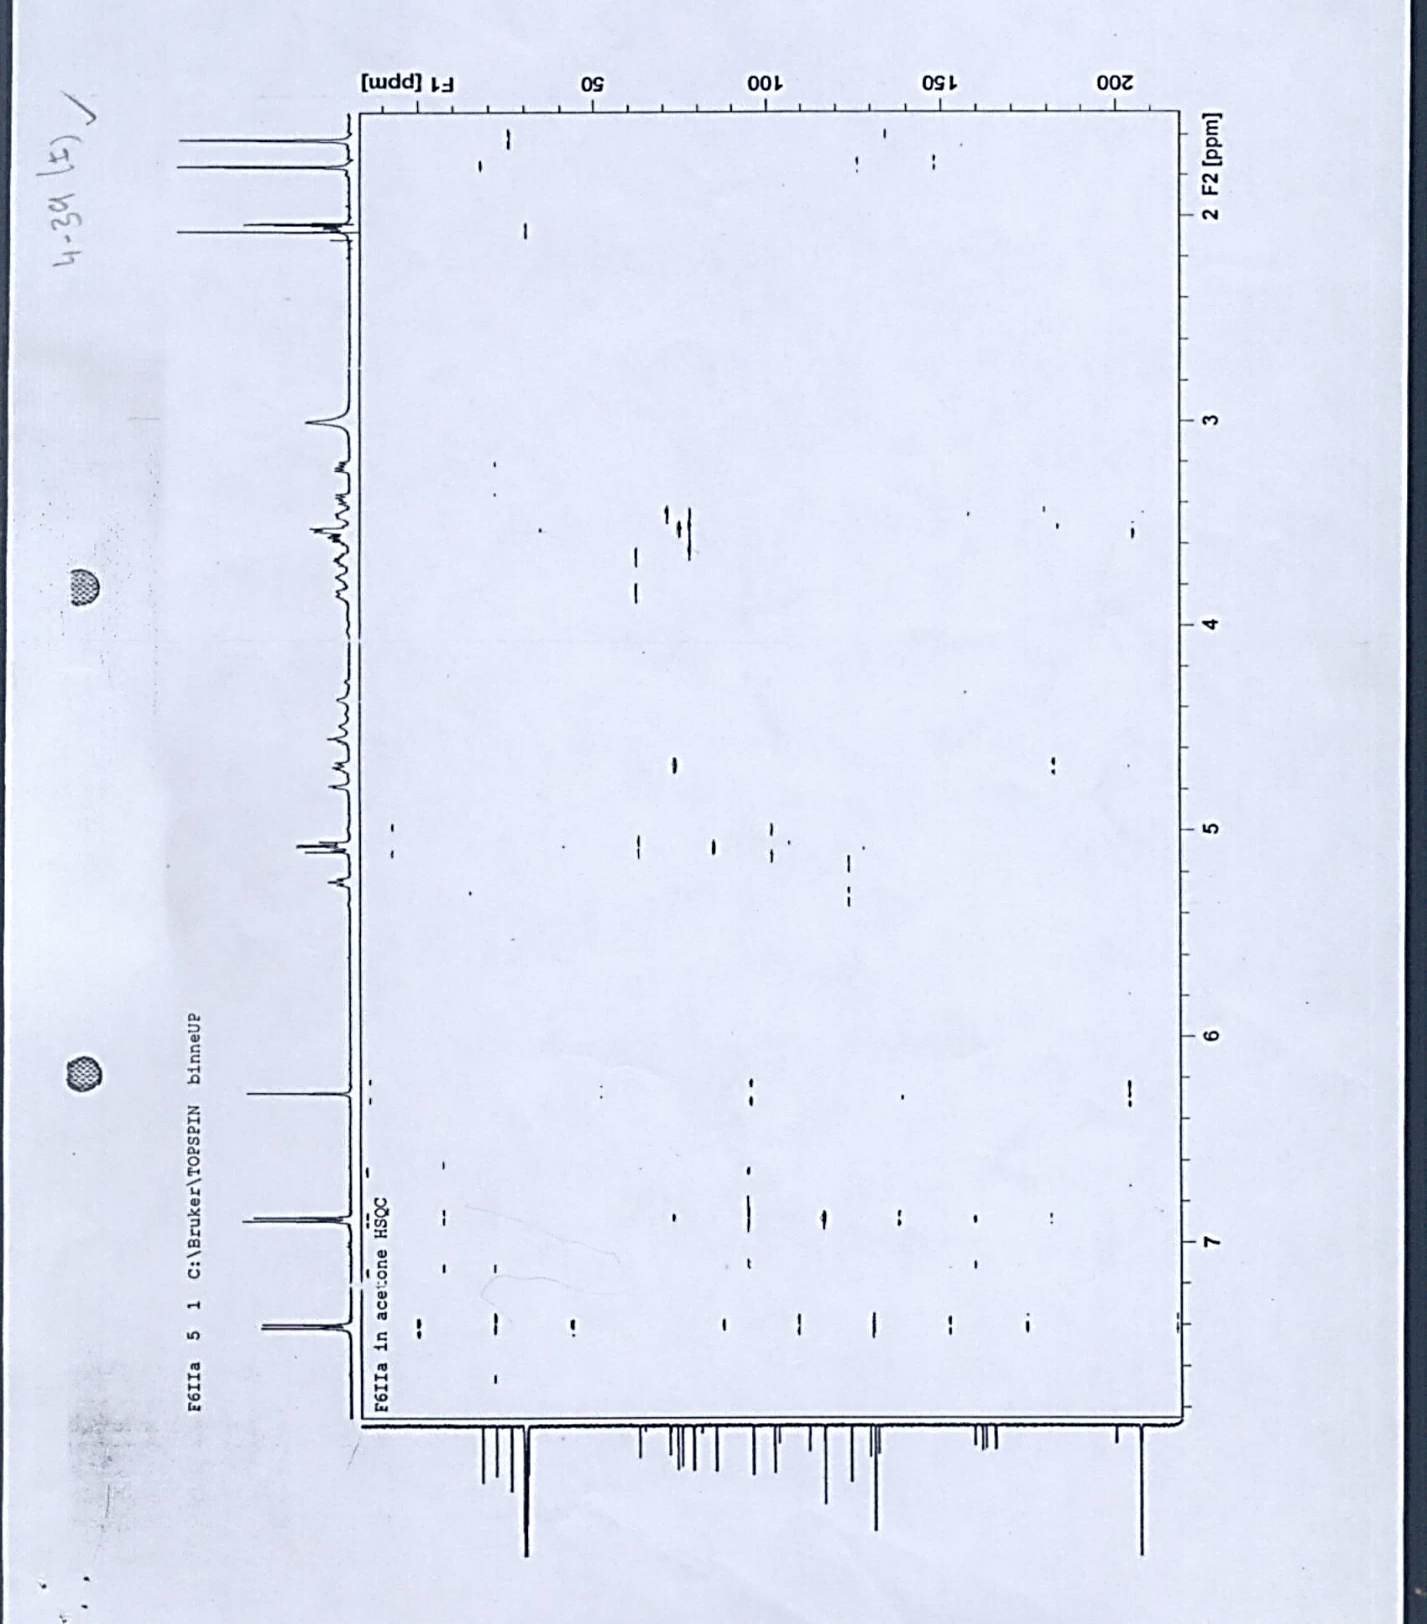 4-39 (I) ✓
F6IIa 5 1 C:\Bruker\TOPSPIN binneUP
F6IIa in acetone HSQC
F1 [ppm] 50 100 150 200
2 F2 [ppm]
3
4
5
6
7